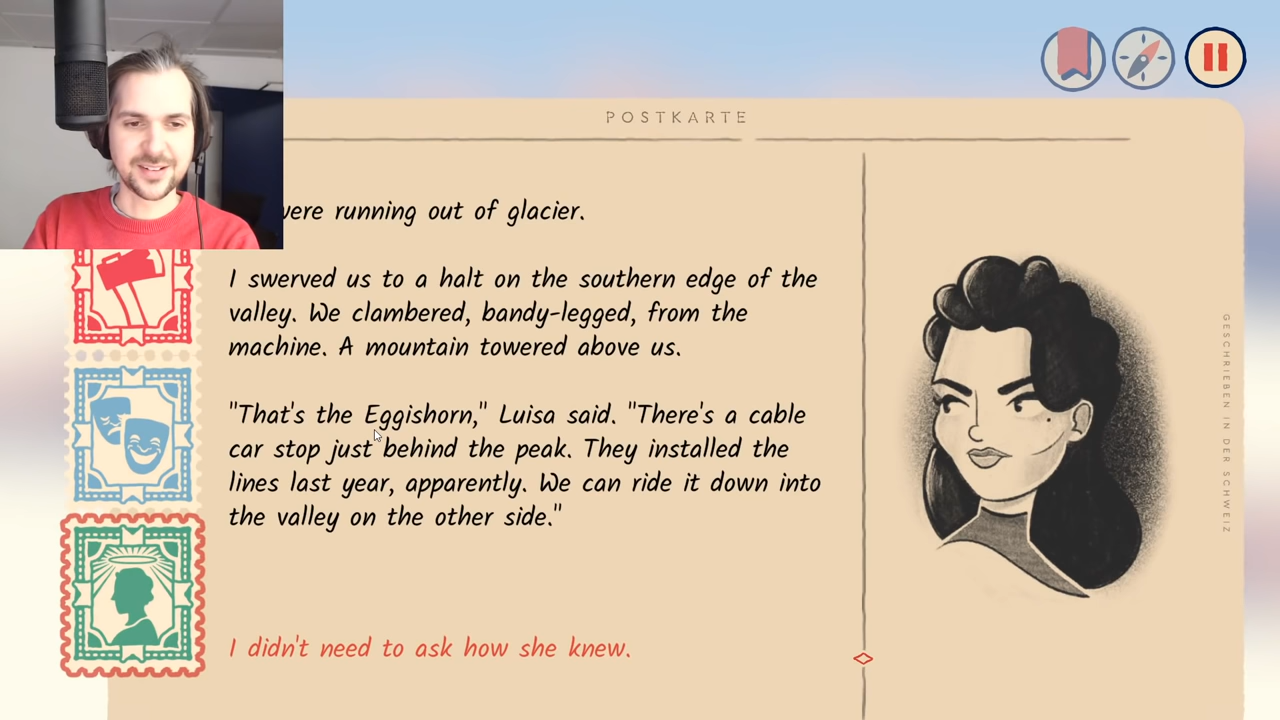 POSTKARTE
were running out of glacier.
I swerved us to a halt on the southern edge of the
valley. We clambered, bandy-legged, from the
machine. A mountain towered above us.
"That's the Eggishorn," Luisa said. "There's a cable
car stop just behind the peak. They installed the
lines last year, apparently. We can ride it down into
the valley on the other side."
I didn't need to ask how she knew.
GESCHRIEBEN IN DER SCHWEIZ